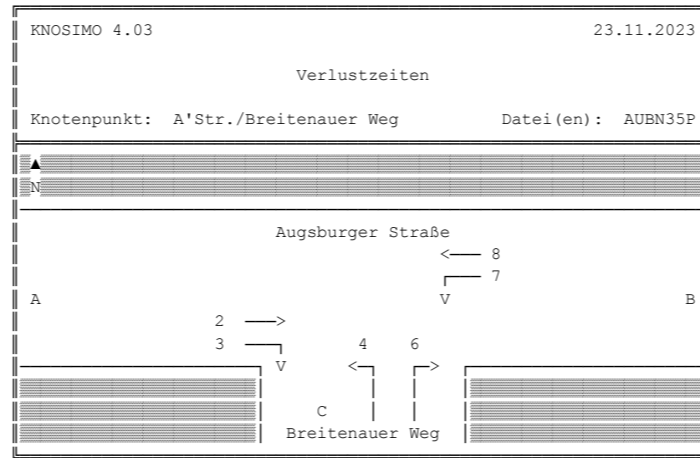 KNOSIMO 4.03 23.11.2023
Verlustzeiten
Knotenpunkt: A'Str./Breitenauer Weg Datei(en): AUBN35P
N
Augsburger Straße
8
7
A V B
2
3 4 6
V
C
Breitenauer Weg